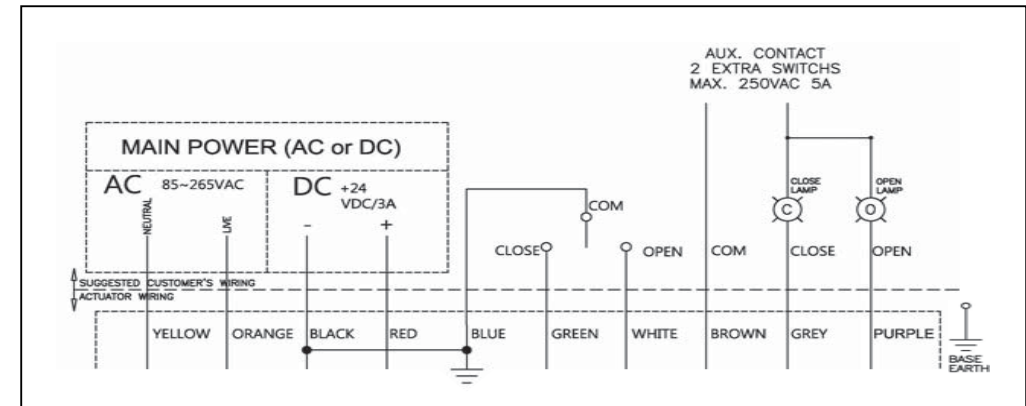 AUX. CONTACT
2 EXTRA SWITCHS
MAX. 250VAC 5A
MAIN POWER (AC or DC)
AC 85~265VAC
DC +24
VDC/3A
NEUTRAL
LIVE
- +
COM
CLOSE
OPEN
COM
CLOSE
LAMP
C
CLOSE
OPEN
LAMP
O
OPEN
SUGGESTED CUSTOMER'S WIRING
ACTUATOR WIRING
YELLOW ORANGE BLACK RED BLUE GREEN WHITE BROWN GREY PURPLE
BASE
EARTH